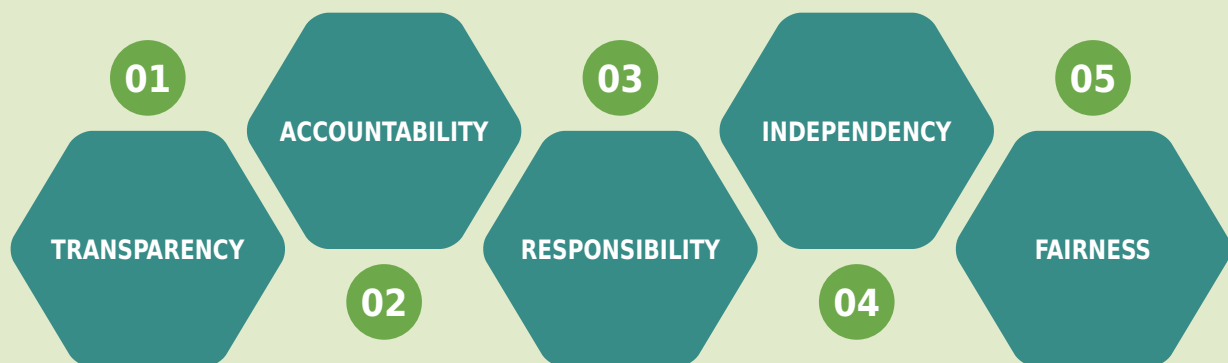 01
TRANSPARENCY
ACCOUNTABILITY
02
03
RESPONSIBILITY
INDEPENDENCY
04
05
FAIRNESS